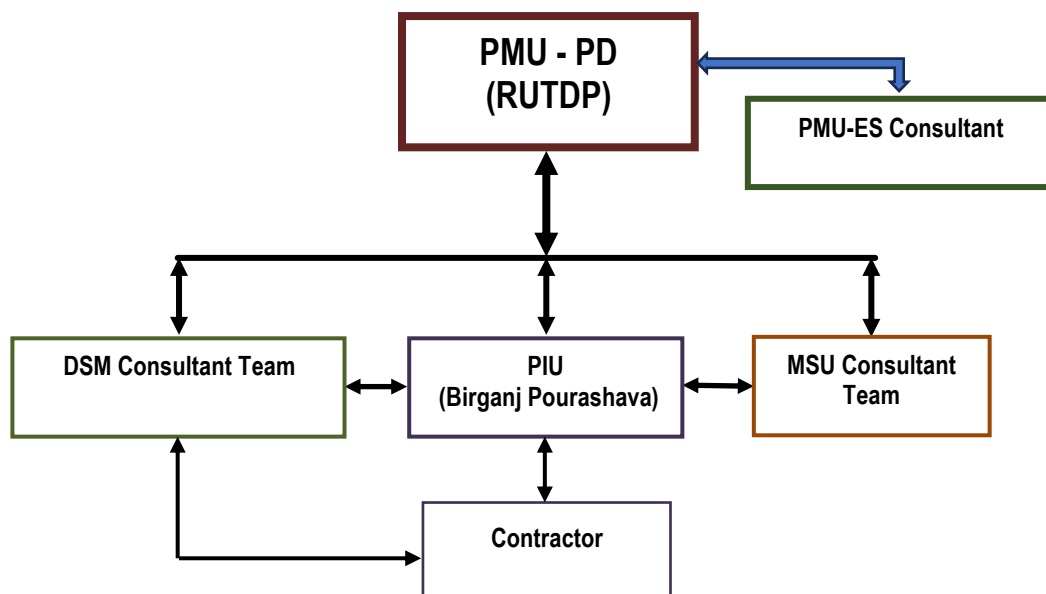 PMU - PD
(RUTDP)
PMU-ES Consultant
DSM Consultant Team
PIU
(Birganj Pourashava)
MSU Consultant
Team
Contractor